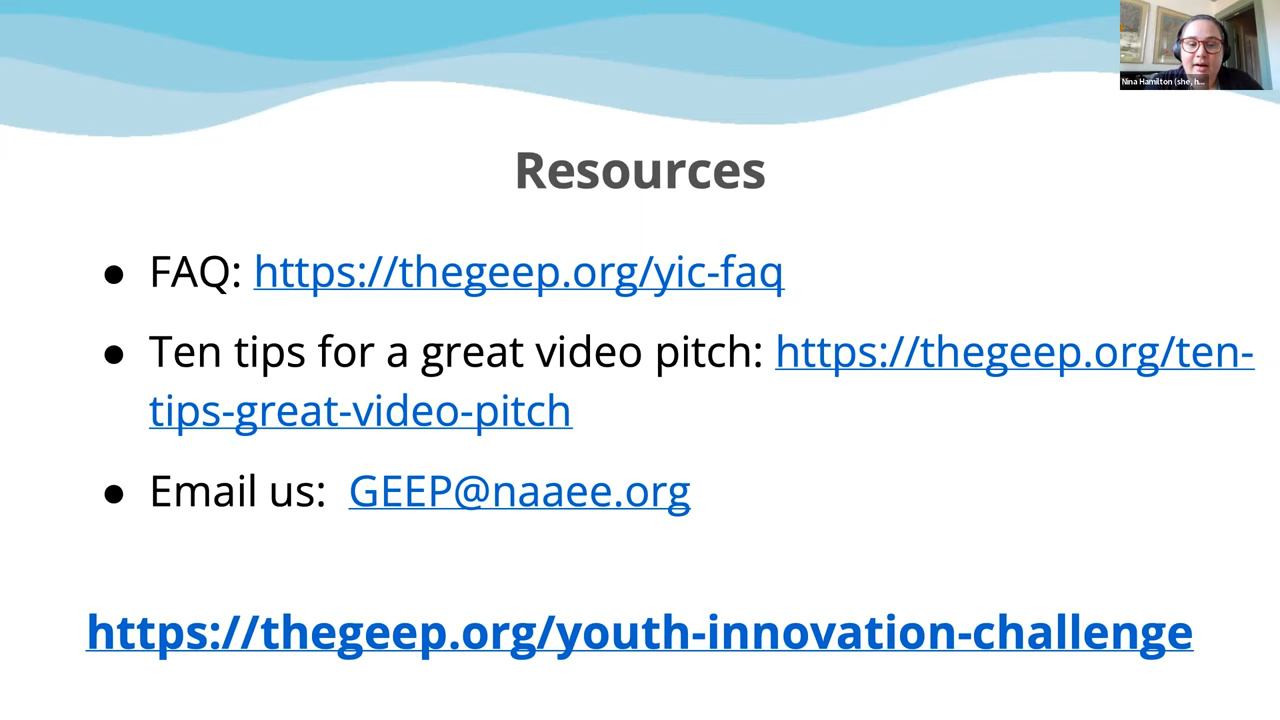 Nina Hamilton (she, h...
Resources
● FAQ: https://thegeep.org/yic-faq
● Ten tips for a great video pitch: https://thegeep.org/ten-
tips-great-video-pitch
● Email us: GEEP@naaee.org
https://thegeep.org/youth-innovation-challenge